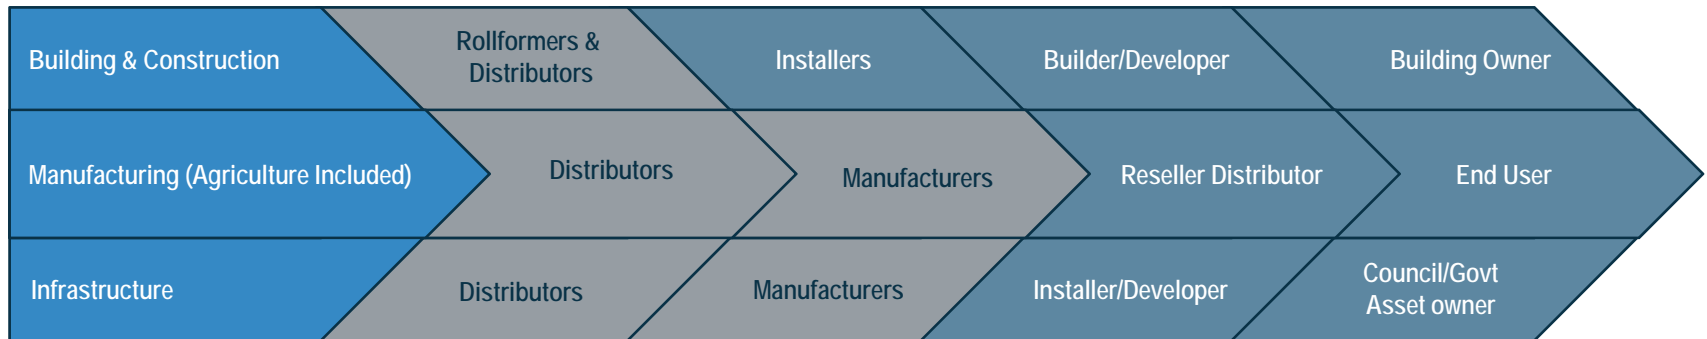 Building & Construction
Rollformers &
Distributors
Installers
Builder/Developer
Building Owner
Manufacturing (Agriculture Included)
Distributors
Manufacturers
Reseller Distributor
End User
Infrastructure
Distributors
Manufacturers
Installer/Developer
Council/Govt
Asset owner